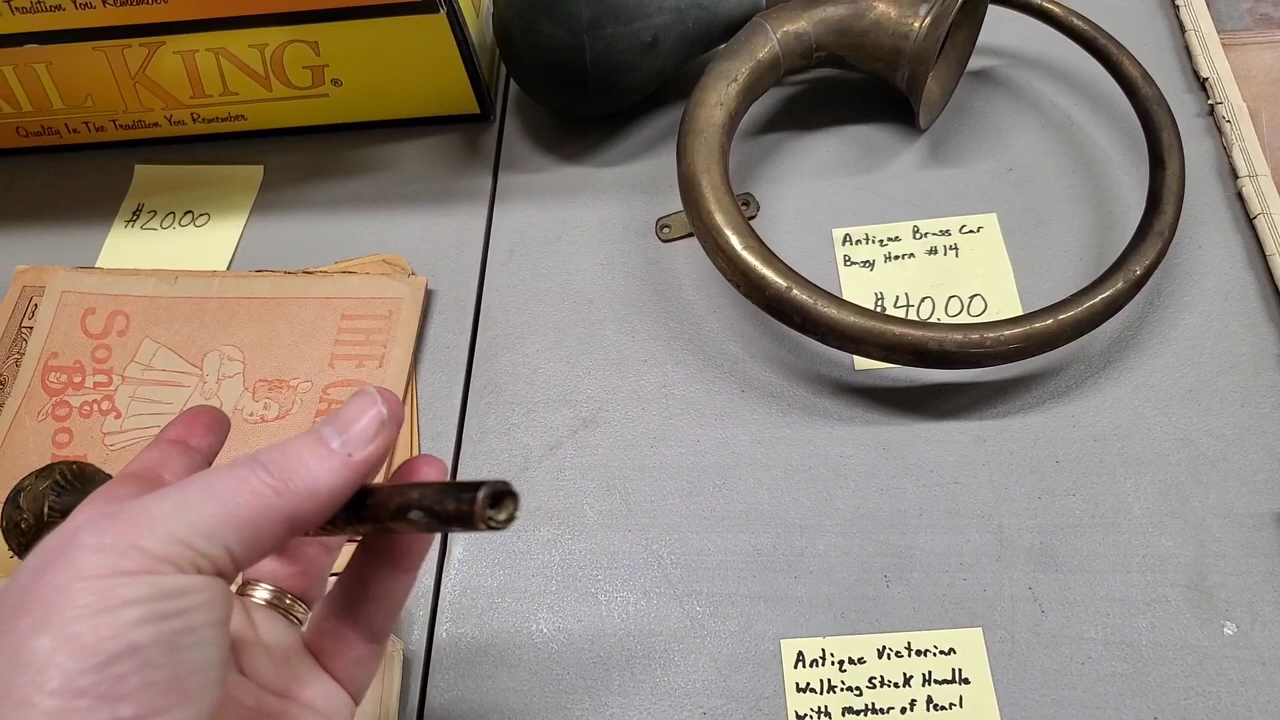 Tradition You Remember
IL KING®
Quality In The Tradition You Remember
$20.00
THE
Song
Book
Antique Brass Car
Horn #14
$40.00
Antique Victorian
Walking Stick Handle
with Mother of Pearl